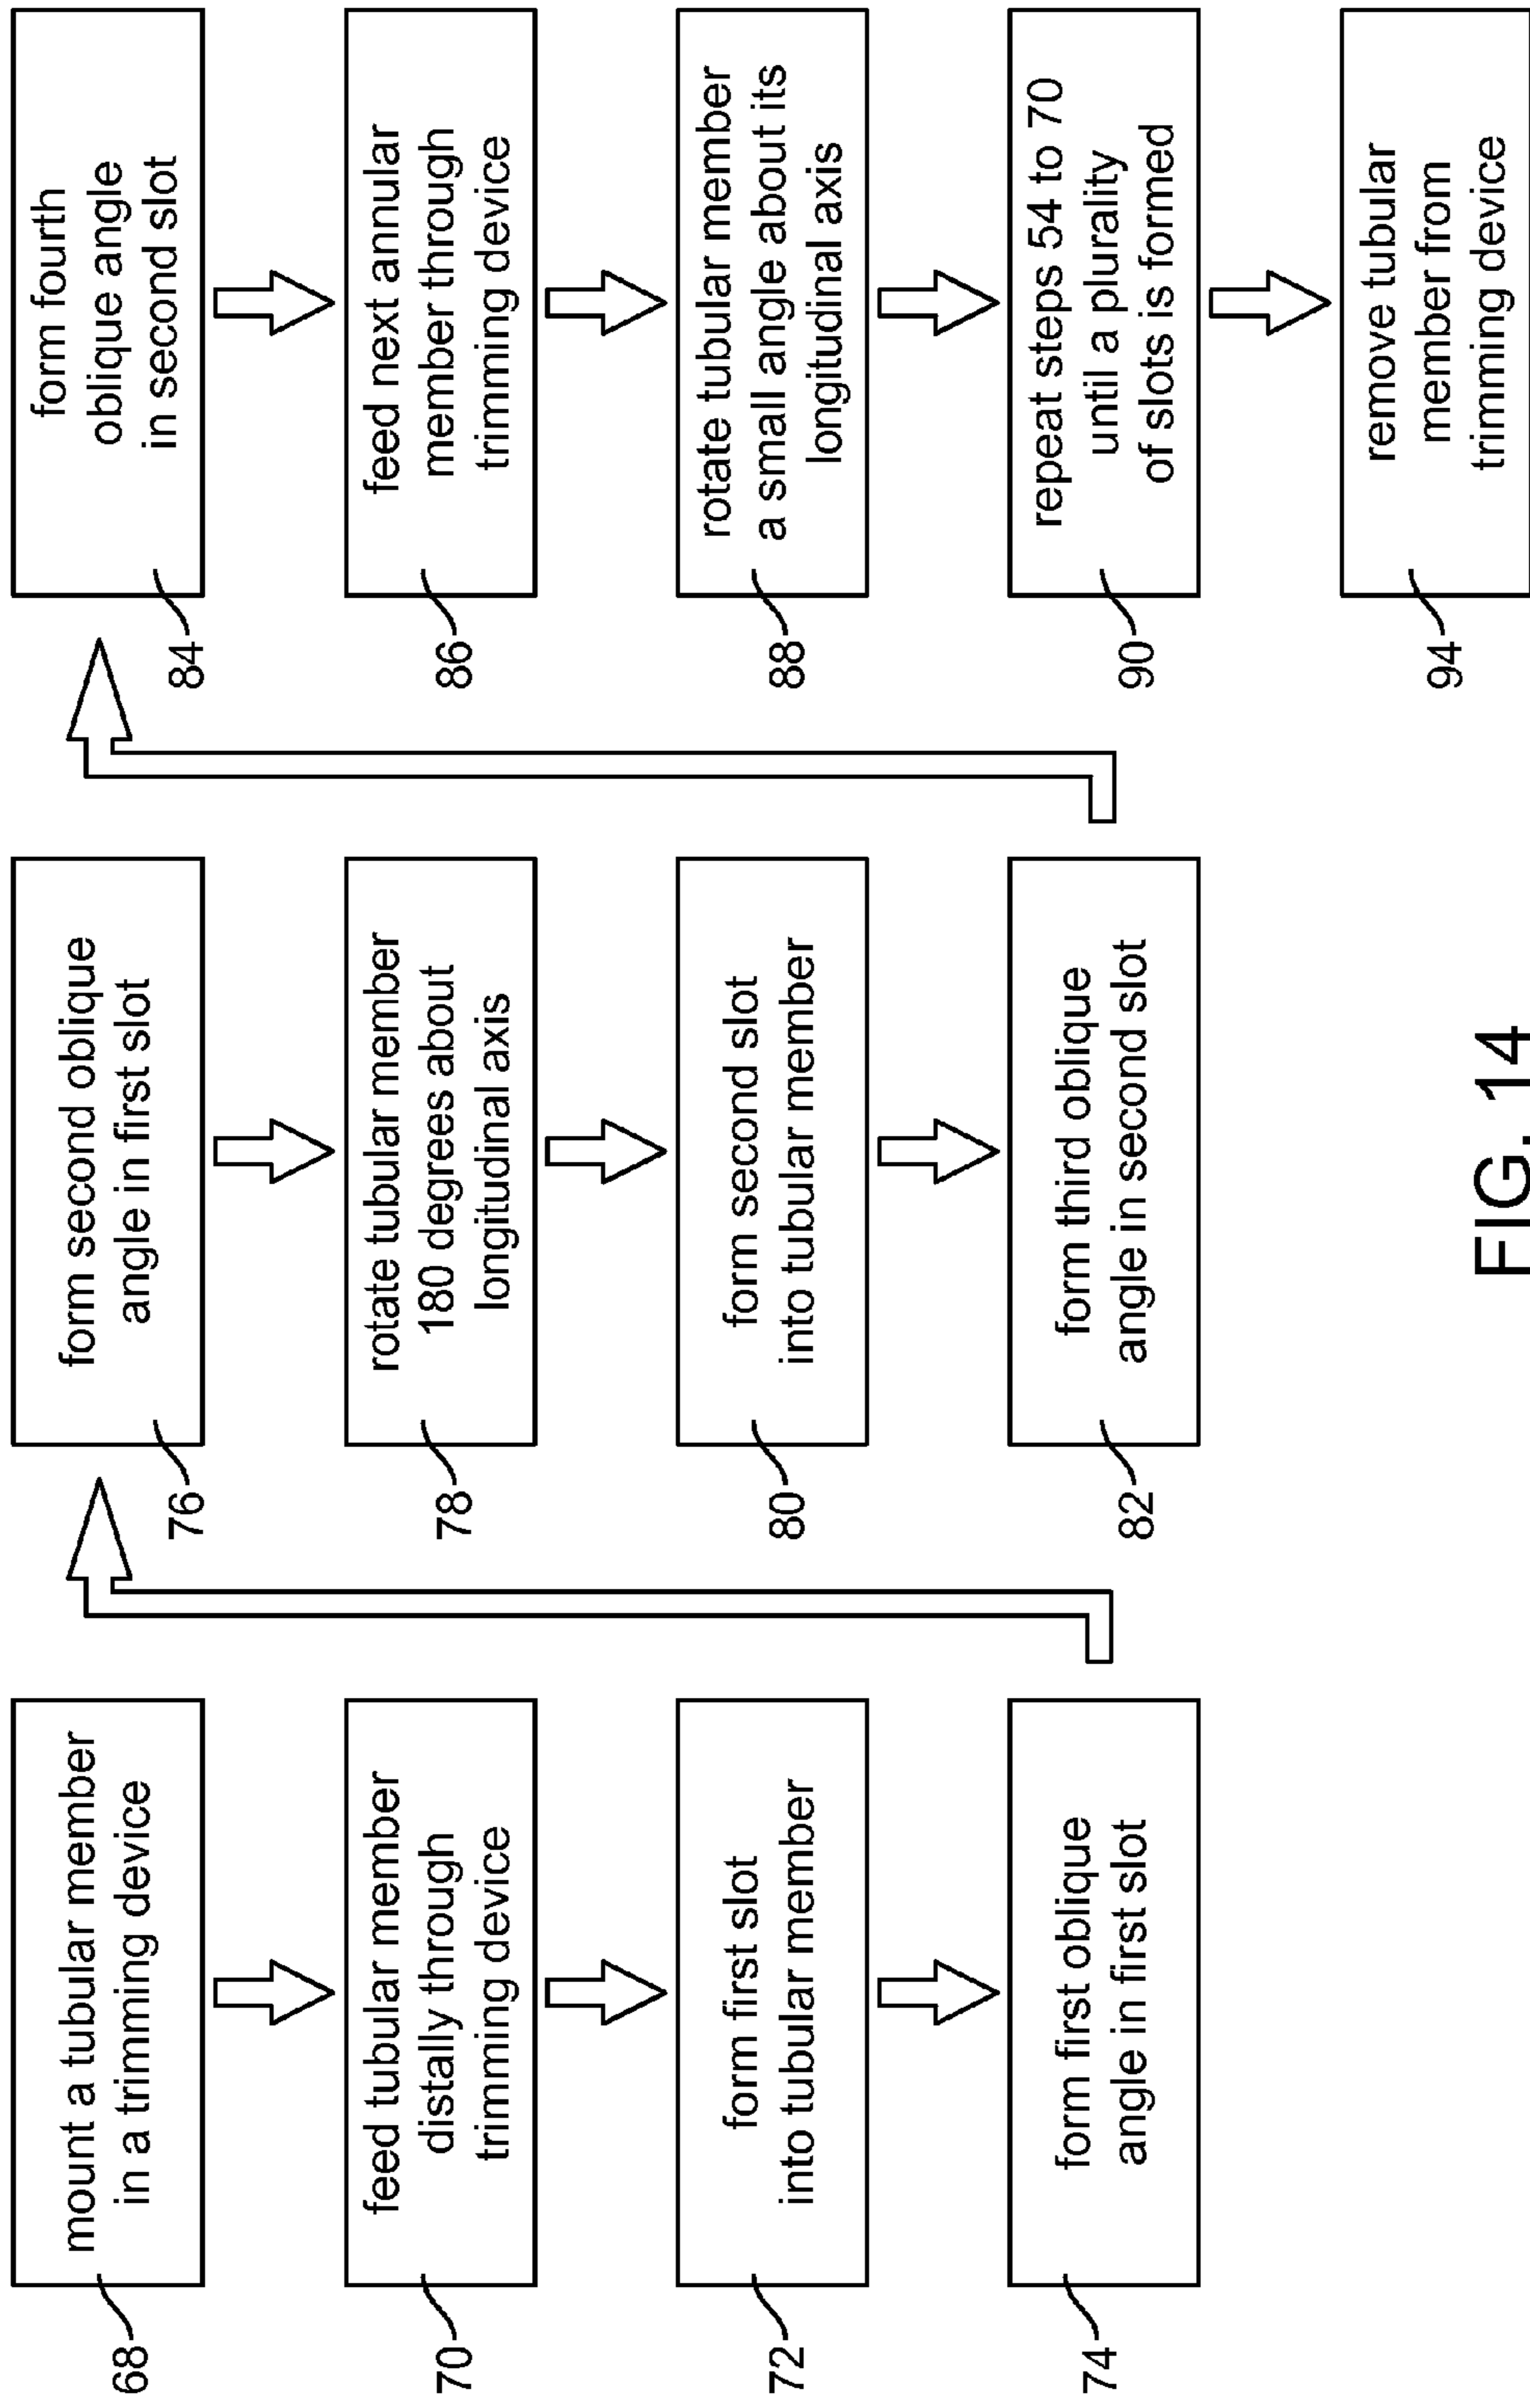 68
mount a tubular member
in a trimming device
70
feed tubular member
distally through
trimming device
72
form first slot
into tubular member
74
form first oblique
angle in first slot
76
form second oblique
angle in first slot
78
rotate tubular member
180 degrees about
longitudinal axis
80
form second slot
into tubular member
82
form third oblique
angle in second slot
84
form fourth
oblique angle
in second slot
86
feed next annular
member through
trimming device
88
rotate tubular member
a small angle about its
longitudinal axis
90
repeat steps 54 to 70
until a plurality
of slots is formed
94
remove tubular
member from
trimming device
FIG. 14